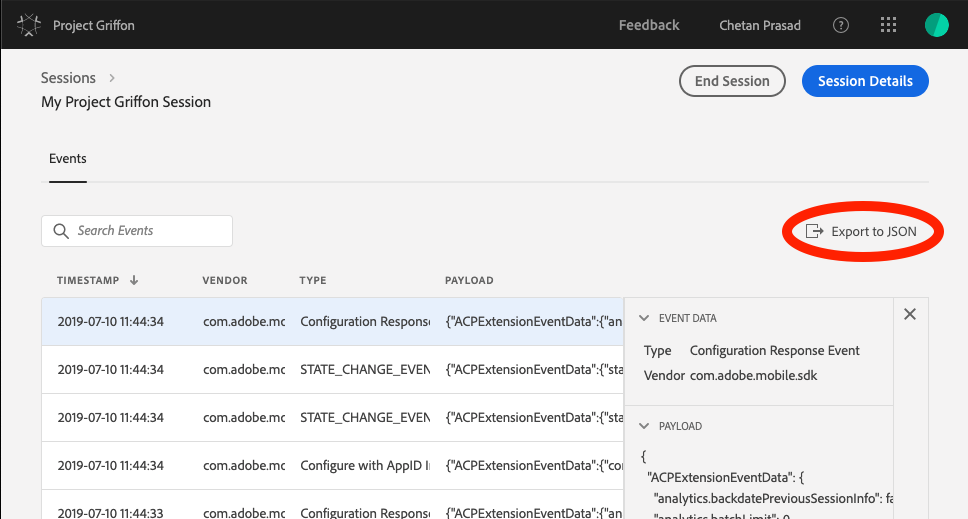 Project Griffon Feedback Chetan Prasad ?
Sessions >
My Project Griffon Session
End Session Session Details
Events
Search Events
Export to JSON
TIMESTAMP VENDOR TYPE PAYLOAD
2019-07-10 11:44:34 com.adobe.mc Configuration Response {"ACPExtensionEventData":{"an
2019-07-10 11:44:34 com.adobe.mc STATE_CHANGE_EVEN {"ACPExtensionEventData":{"sta
2019-07-10 11:44:34 com.adobe.mc STATE_CHANGE_EVEN {"ACPExtensionEventData":{"sta
2019-07-10 11:44:34 com.adobe.mc Configure with AppID I {"ACPExtensionEventData":{"co
2019-07-10 11:44:33 com.adobe.mc Configuration Response {"ACPExtensionEventData":{"an
EVENT DATA
Type Configuration Response Event
Vendor com.adobe.mobile.sdk
PAYLOAD
{
"ACPExtensionEventData": {
"analytics.backdatePreviousSessionInfo": fa
"analytics.batchLimit": 0